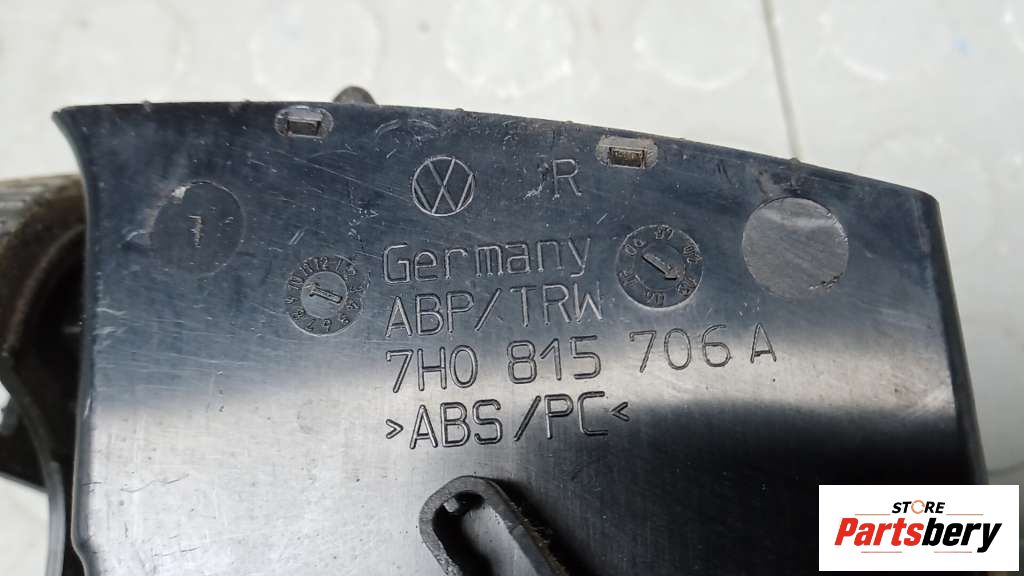 R
Germany
ABP/TRW
7H0 815 706 A
>ABS/PC<
STORE
Partsbery